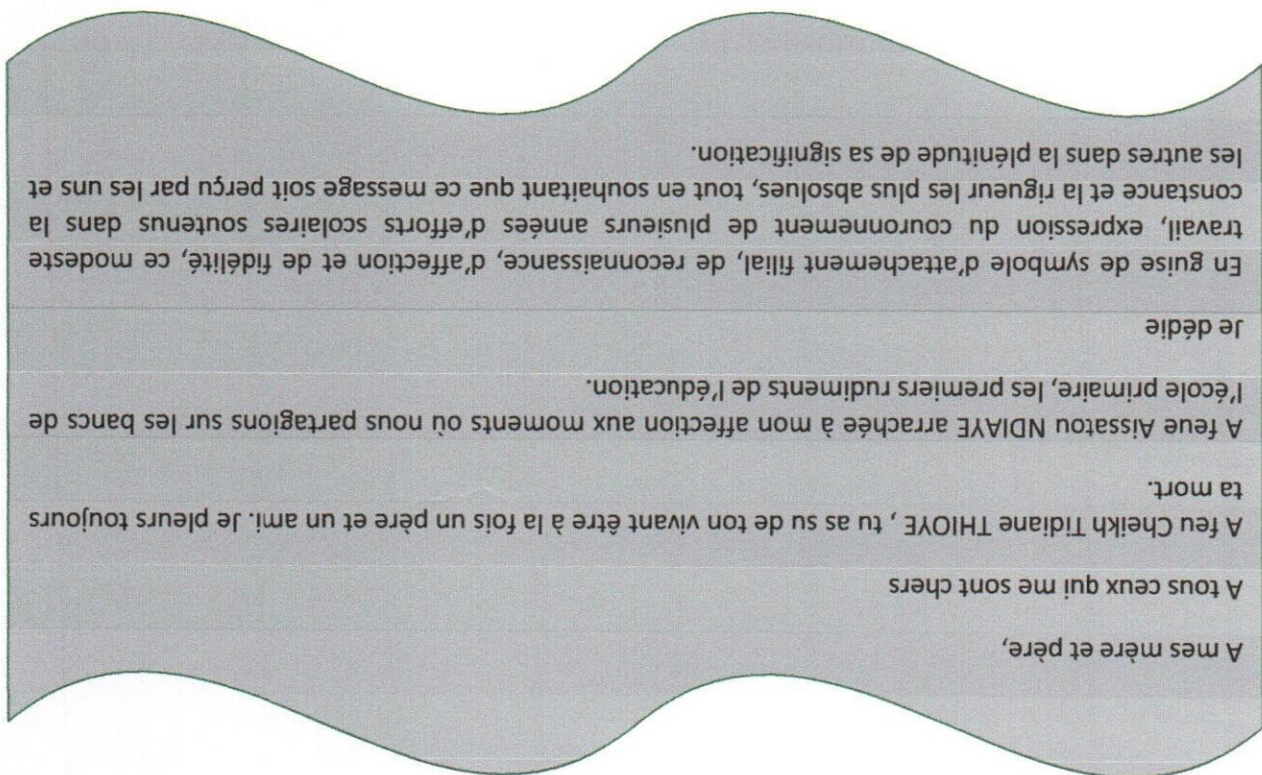 A mes mère et père,
A tous ceux qui me sont chers
A feu Cheikh Tidiane THIOYE , tu as su de ton vivant être à la fois un père et un ami. Je pleurs toujours
ta mort.
A feue Aissatou NDIAYE arrachée à mon affection aux moments où nous partagions sur les bancs de
l'école primaire, les premiers rudiments de l'éducation.
Je dédie
En guise de symbole d'attachement filial, de reconnaissance, d'affection et de fidélité, ce modeste
travail, expression du couronnement de plusieurs années d'efforts scolaires soutenus dans la
constance et la rigueur les plus absolues, tout en souhaitant que ce message soit perçu par les uns et
les autres dans la plénitude de sa signification.